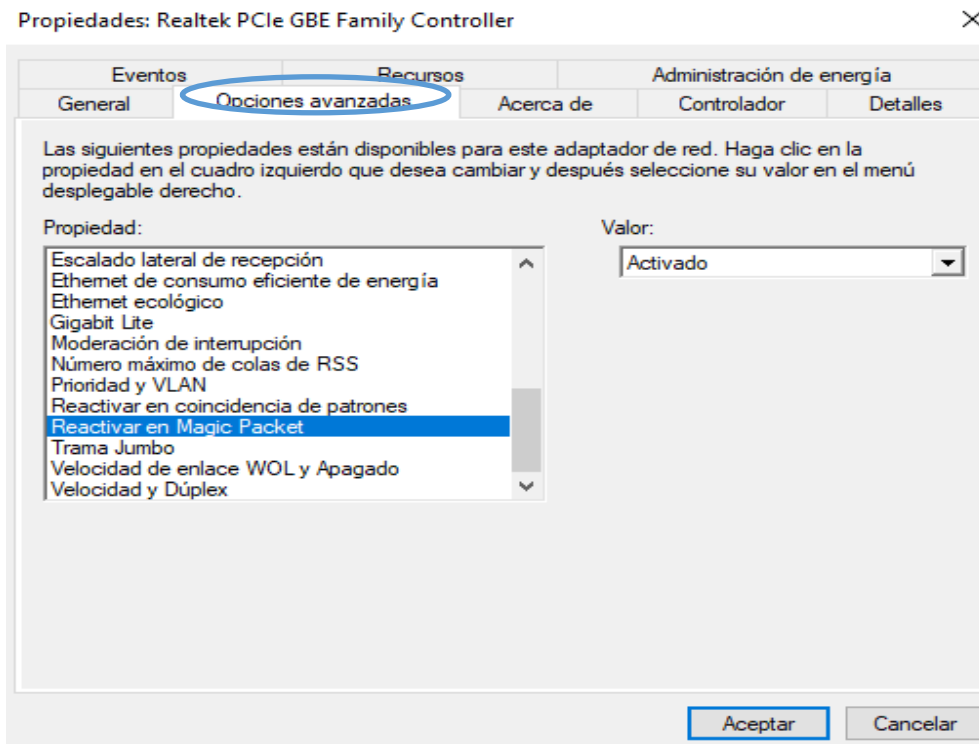 Propiedades: Realtek PCIe GBE Family Controller
Eventos Recursos Administración de energía
General Opciones avanzadas Acerca de Controlador Detalles
Las siguientes propiedades están disponibles para este adaptador de red. Haga clic en la
propiedad en el cuadro izquierdo que desea cambiar y después seleccione su valor en el menú
desplegable derecho.
Propiedad: Valor:
Escalado lateral de recepción Activado
Ethernet de consumo eficiente de energía
Ethernet ecológico
Gigabit Lite
Moderación de interrupción
Número máximo de colas de RSS
Prioridad y VLAN
Reactivar en coincidencia de patrones
Reactivar en Magic Packet
Trama Jumbo
Velocidad de enlace WOL y Apagado
Velocidad y Dúplex
Aceptar Cancelar